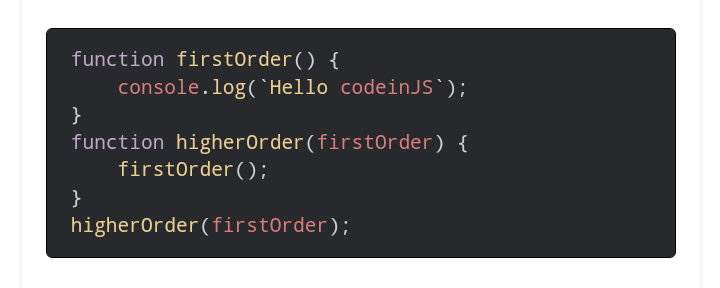 function firstOrder() {
    console.log(`Hello codeinJS`);
}
function higherOrder(firstOrder) {
    firstOrder();
}
higherOrder(firstOrder);